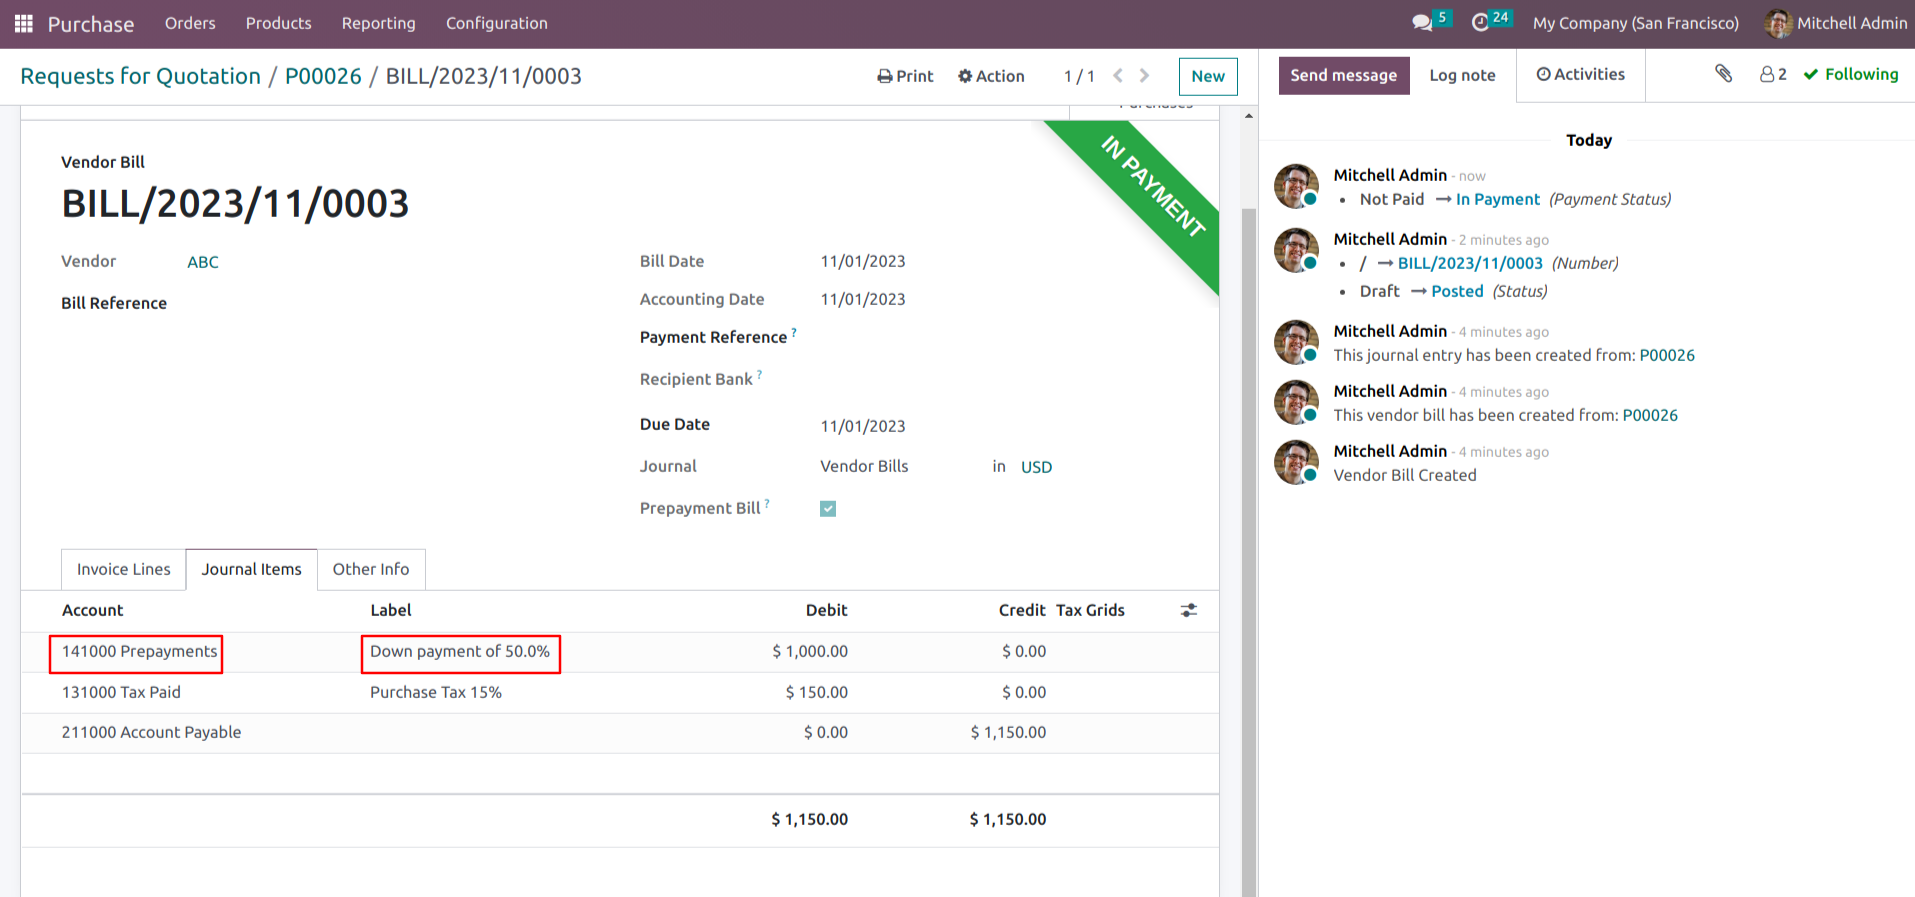 Purchase Orders Products Reporting Configuration 5 24 My Company (San Francisco) Mitchell Admin
Requests for Quotation / P00026 / BILL/2023/11/0003 Print Action 1 / 1 New
Purchases
IN PAYMENT
Vendor Bill
BILL/2023/11/0003
Vendor ABC
Bill Reference
Bill Date 11/01/2023
Accounting Date 11/01/2023
Payment Reference ?
Recipient Bank ?
Due Date 11/01/2023
Journal Vendor Bills in USD
Prepayment Bill ?
Invoice Lines Journal Items Other Info
Account Label Debit Credit Tax Grids
141000 Prepayments Down payment of 50.0% $ 1,000.00 $ 0.00
131000 Tax Paid Purchase Tax 15% $ 150.00 $ 0.00
211000 Account Payable $ 0.00 $ 1,150.00
$ 1,150.00 $ 1,150.00
Send message Log note Activities 2 Following
Today
Mitchell Admin - now
• Not Paid → In Payment (Payment Status)
Mitchell Admin - 2 minutes ago
• / → BILL/2023/11/0003 (Number)
• Draft → Posted (Status)
Mitchell Admin - 4 minutes ago
This journal entry has been created from: P00026
Mitchell Admin - 4 minutes ago
This vendor bill has been created from: P00026
Mitchell Admin - 4 minutes ago
Vendor Bill Created